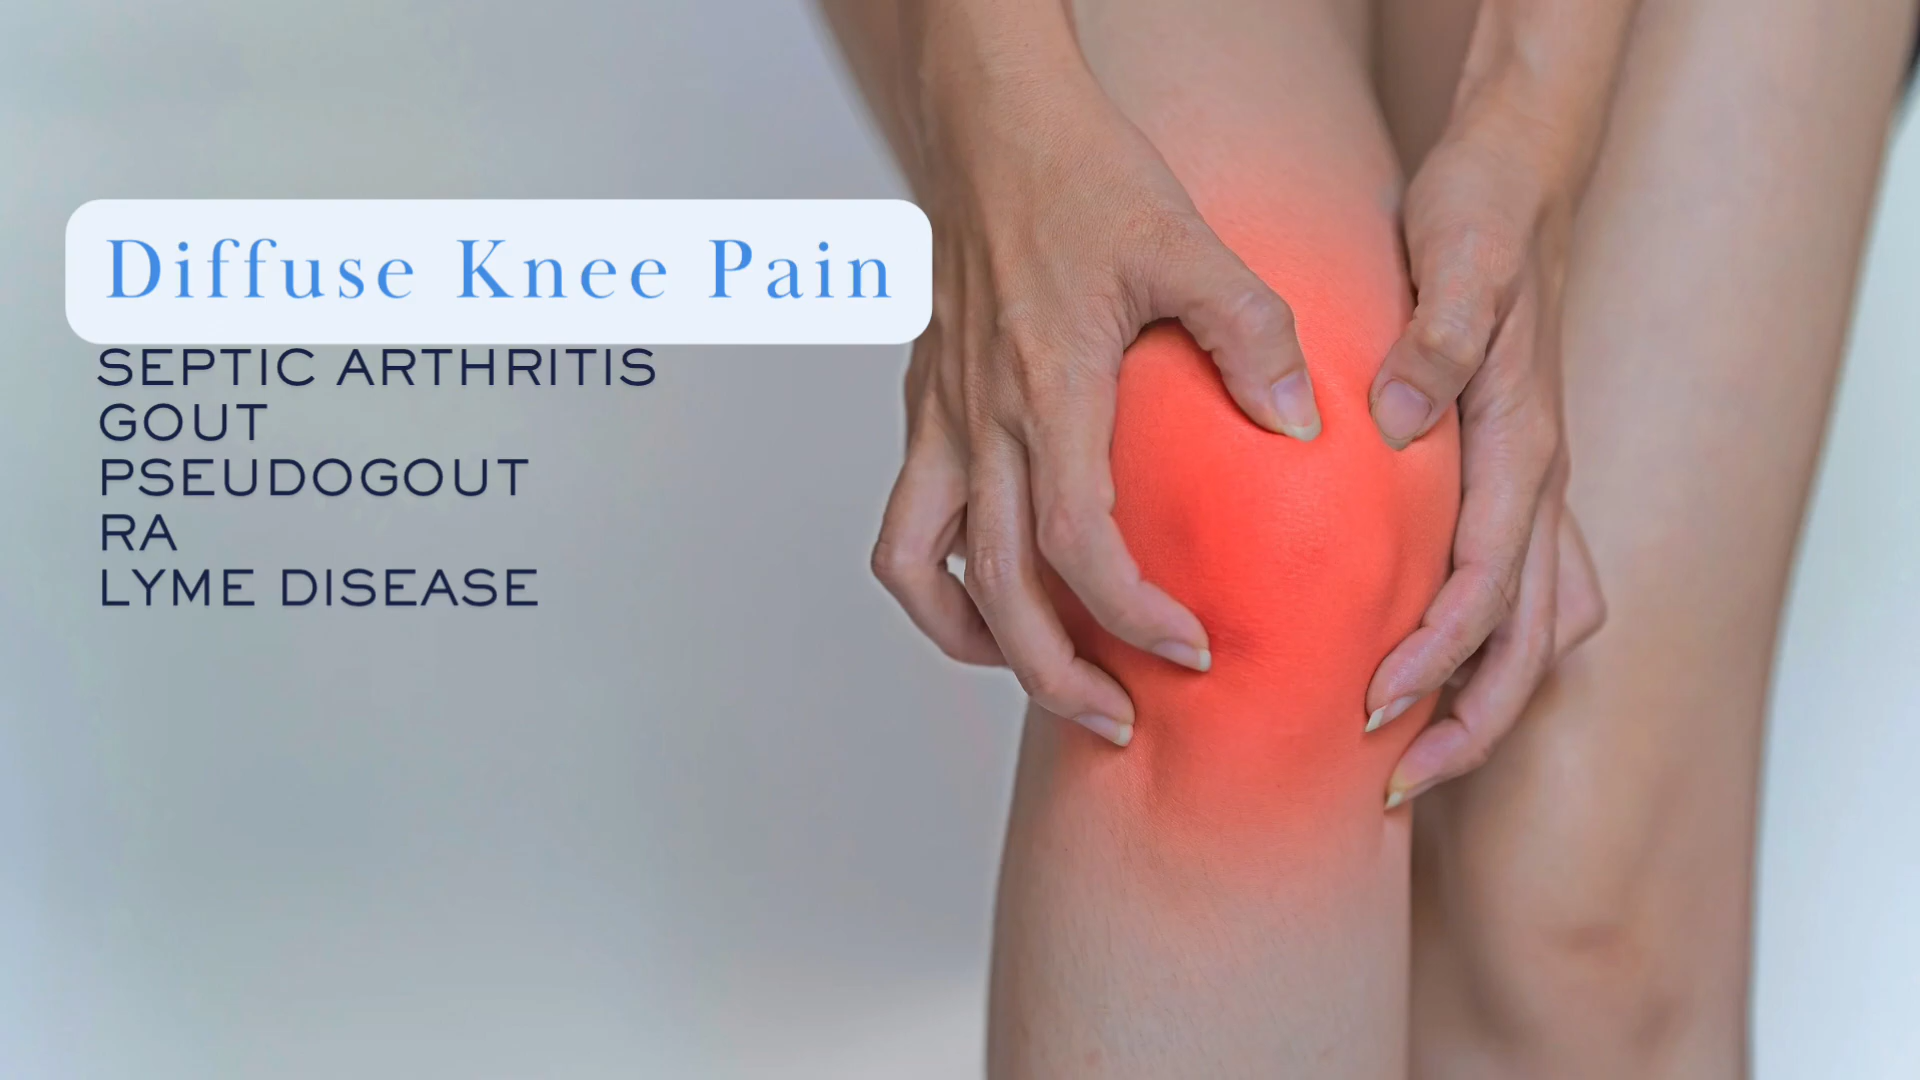 Diffuse Knee Pain
SEPTIC ARTHRITIS
GOUT
PSEUDOGOUT
RA
LYME DISEASE